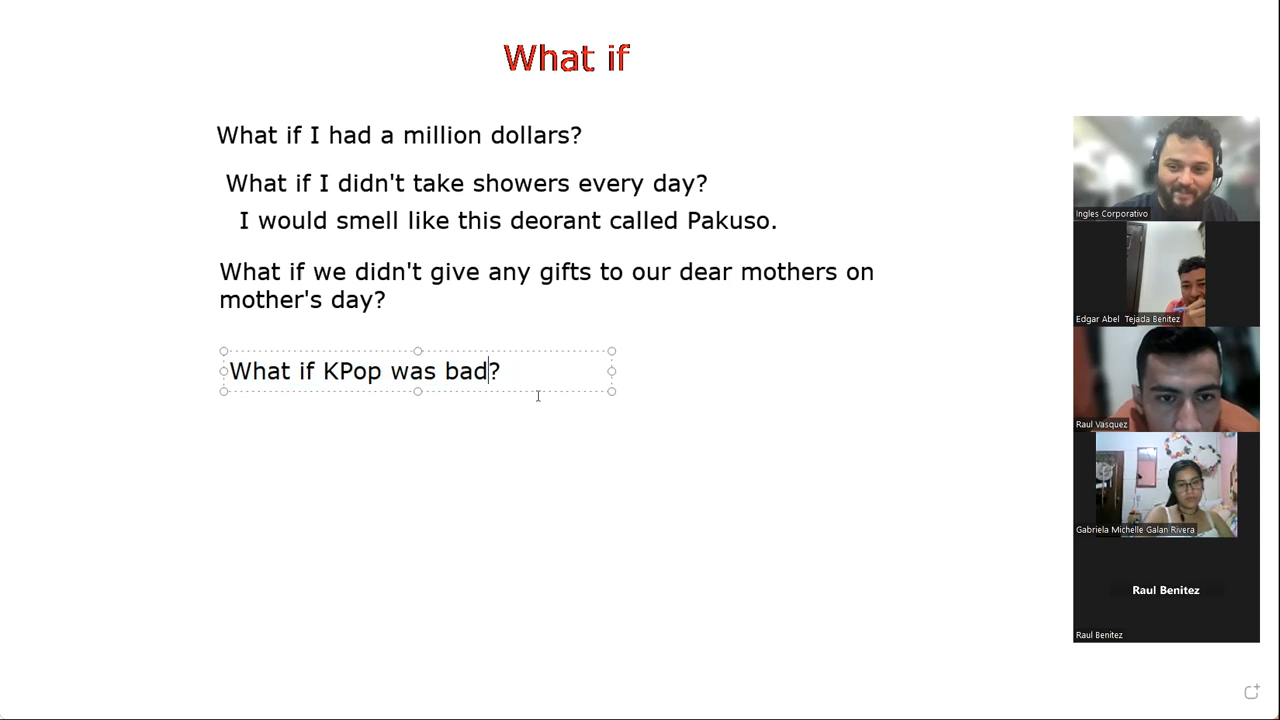 What if
What if I had a million dollars?
What if I didn't take showers every day?
I would smell like this deorant called Pakuso.
What if we didn't give any gifts to our dear mothers on
mother's day?
What if KPop was bad?
Ingles Corporativo
Edgar Abel Tejada Benitez
Raul Vasquez
Gabriela Michelle Galan Rivera
Raul Benitez
Raul Benitez